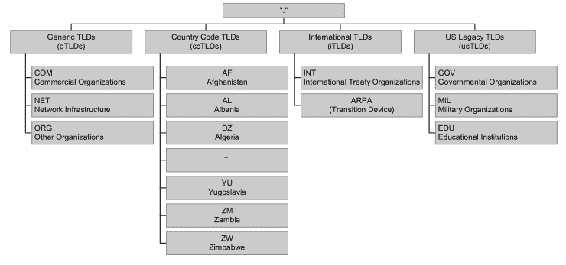 "."
Generic TLDs
(gTLDs)
Country Code TLDs
(ccTLDs)
International TLDs
(iTLDs)
US Legacy TLDs
(usTLDs)
COM
Commercial Organizations
NET
Network Infrastructure
ORG
Other Organizations
AF
Afghanistan
AL
Albania
DZ
Algeria
...
YU
Yugoslavia
ZM
Zambia
ZW
Zimbabwe
INT
International Treaty Organizations
ARPA
(Transition Device)
GOV
Governmental Organizations
MIL
Military Organizations
EDU
Educational Institutions